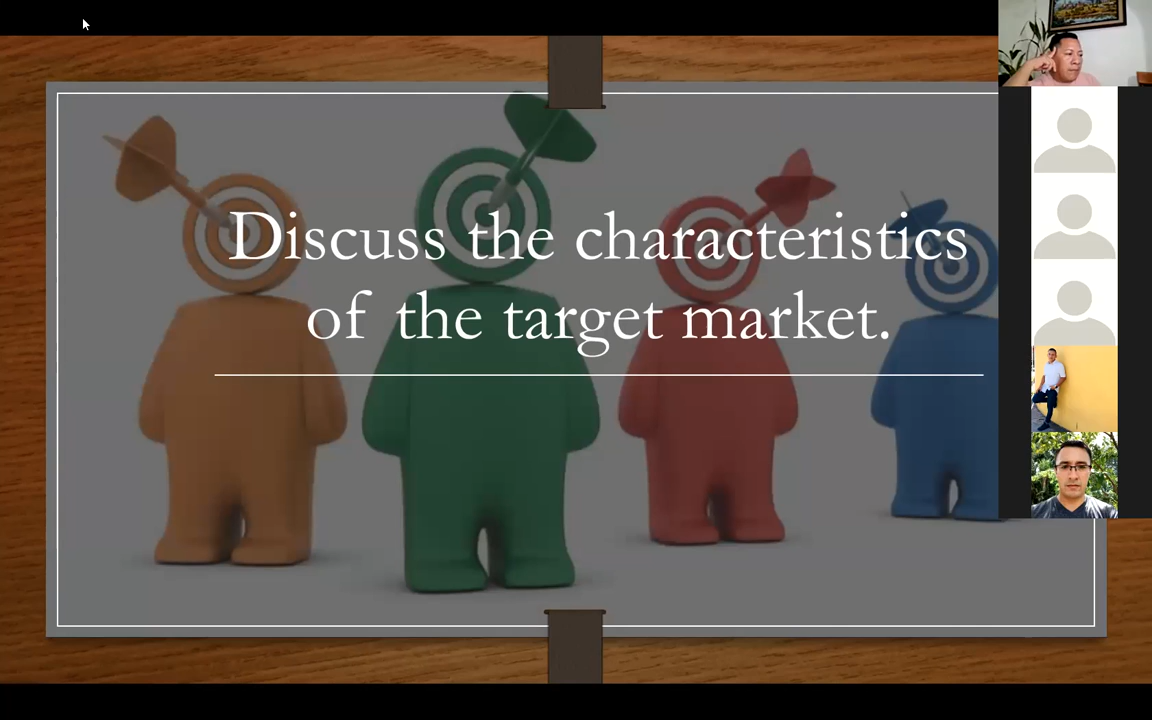 Discuss the characteristics
of the target market.